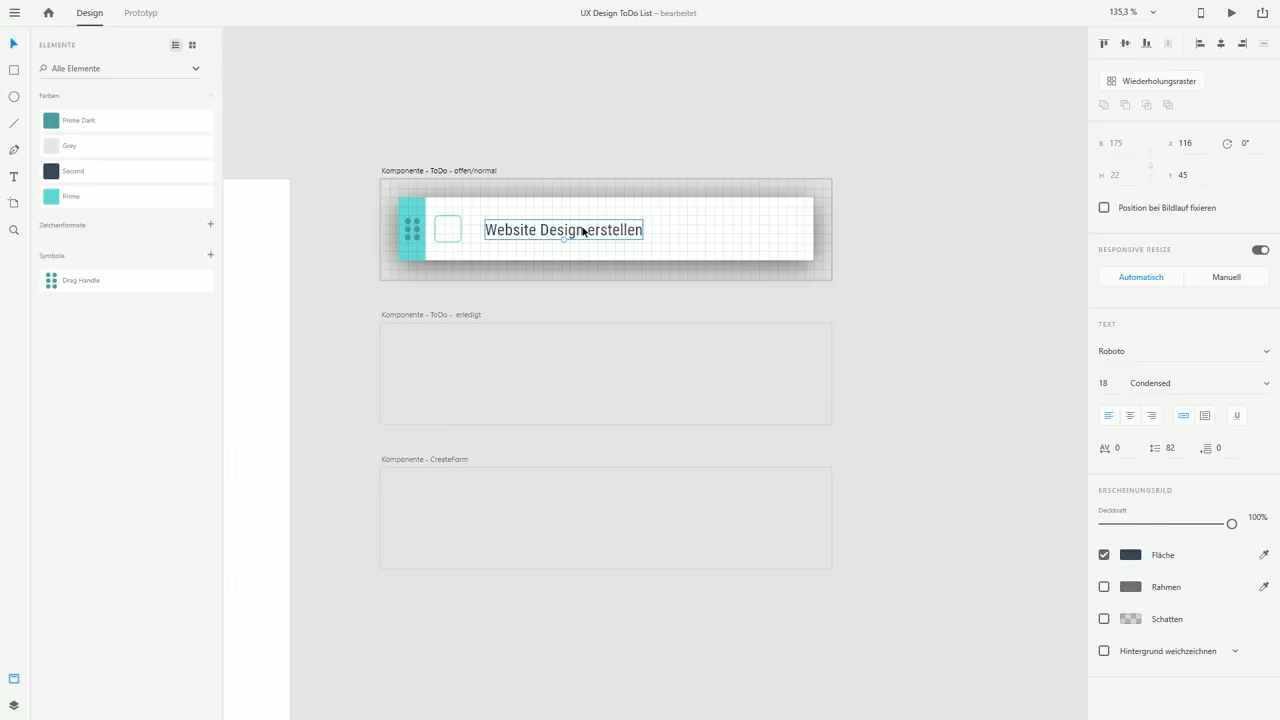 Design
Prototyp
UX Design ToDo List – bearbeitet
135,3 %
ELEMENTE
Alle Elemente
Farben
Prime Dark
Grey
Second
Prime
Zeichenformate
Symbole
Drag Handle
Komponente - ToDo - offen/normal
Website Design erstellen
Komponente - ToDo - erledigt
Komponente - CreateForm
Wiederholungsraster
B 175 X 116 0°
H 22 Y 45
Position bei Bildlauf fixieren
RESPONSIVE RESIZE
Automatisch
Manuell
TEXT
Roboto
18 Condensed
U
AV 0 82 0
ERSCHEINUNGSBILD
Deckkraft
100%
Fläche
Rahmen
Schatten
Hintergrund weichzeichnen